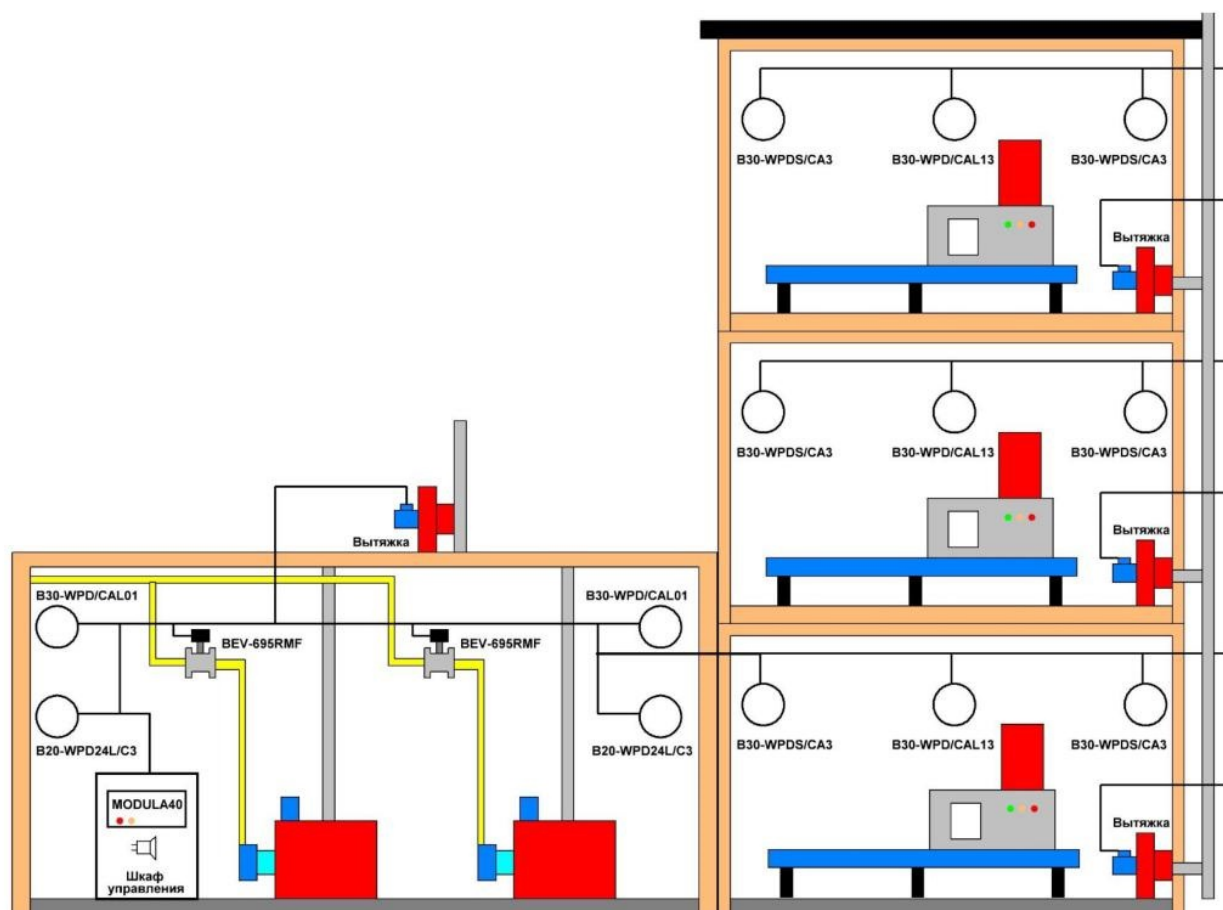 B30-WPDS/CA3
B30-WPD/CAL13
B30-WPDS/CA3
Вытяжка
B30-WPDS/CA3
B30-WPD/CAL13
B30-WPDS/CA3
Вытяжка
Вытяжка
B30-WPD/CAL01
B30-WPD/CAL01
BEV-695RMF
BEV-695RMF
B20-WPD24L/C3
B20-WPD24L/C3
B30-WPDS/CA3
B30-WPD/CAL13
B30-WPDS/CA3
MODULA40
Шкаф
управления
Вытяжка